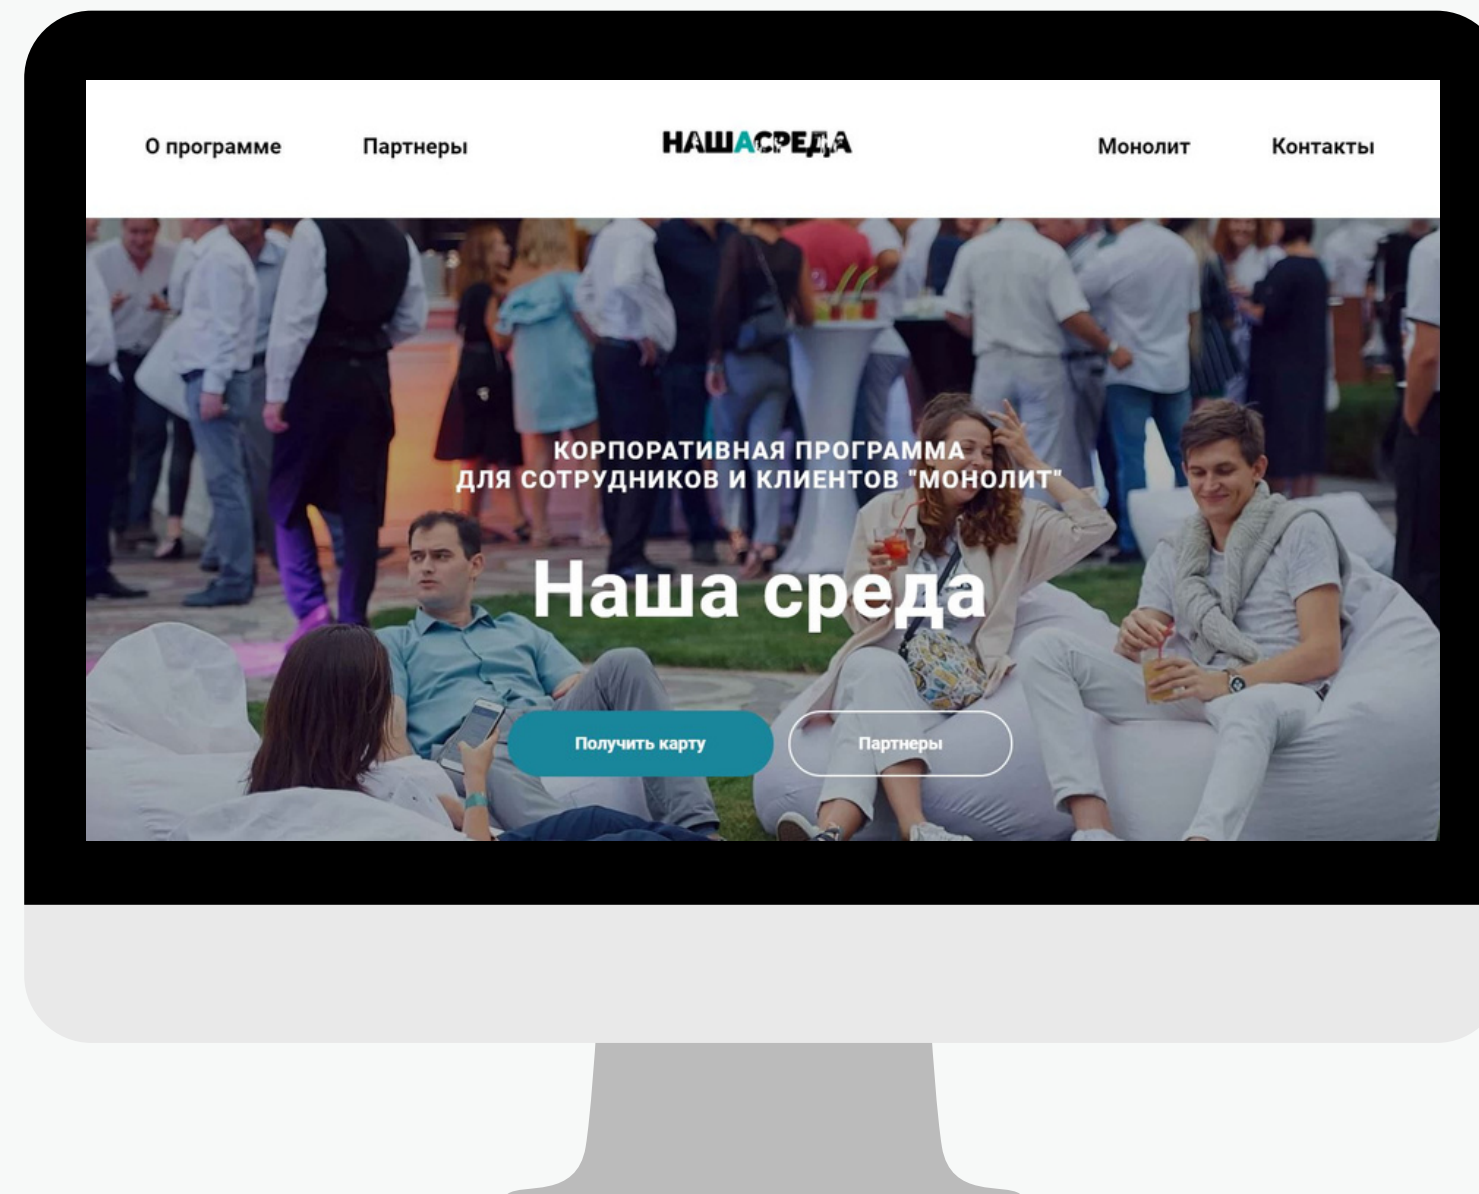 О программе
Партнеры
НАШАСРЕДА
Монолит
Контакты
КОРПОРАТИВНАЯ ПРОГРАММА
ДЛЯ СОТРУДНИКОВ И КЛИЕНТОВ "МОНОЛИТ"
Наша среда
Получить карту
Партнеры